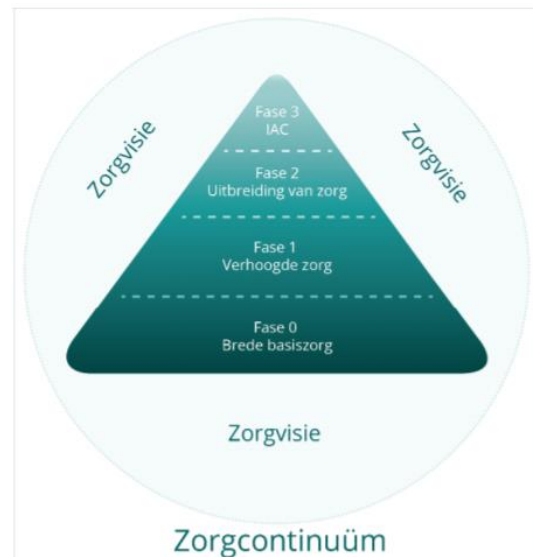 Zorgvisie
Zorgvisie
Fase 3
IAC
Fase 2
Uitbreiding van zorg
Fase 1
Verhoogde zorg
Fase 0
Brede basiszorg
Zorgvisie
Zorgcontinuüm